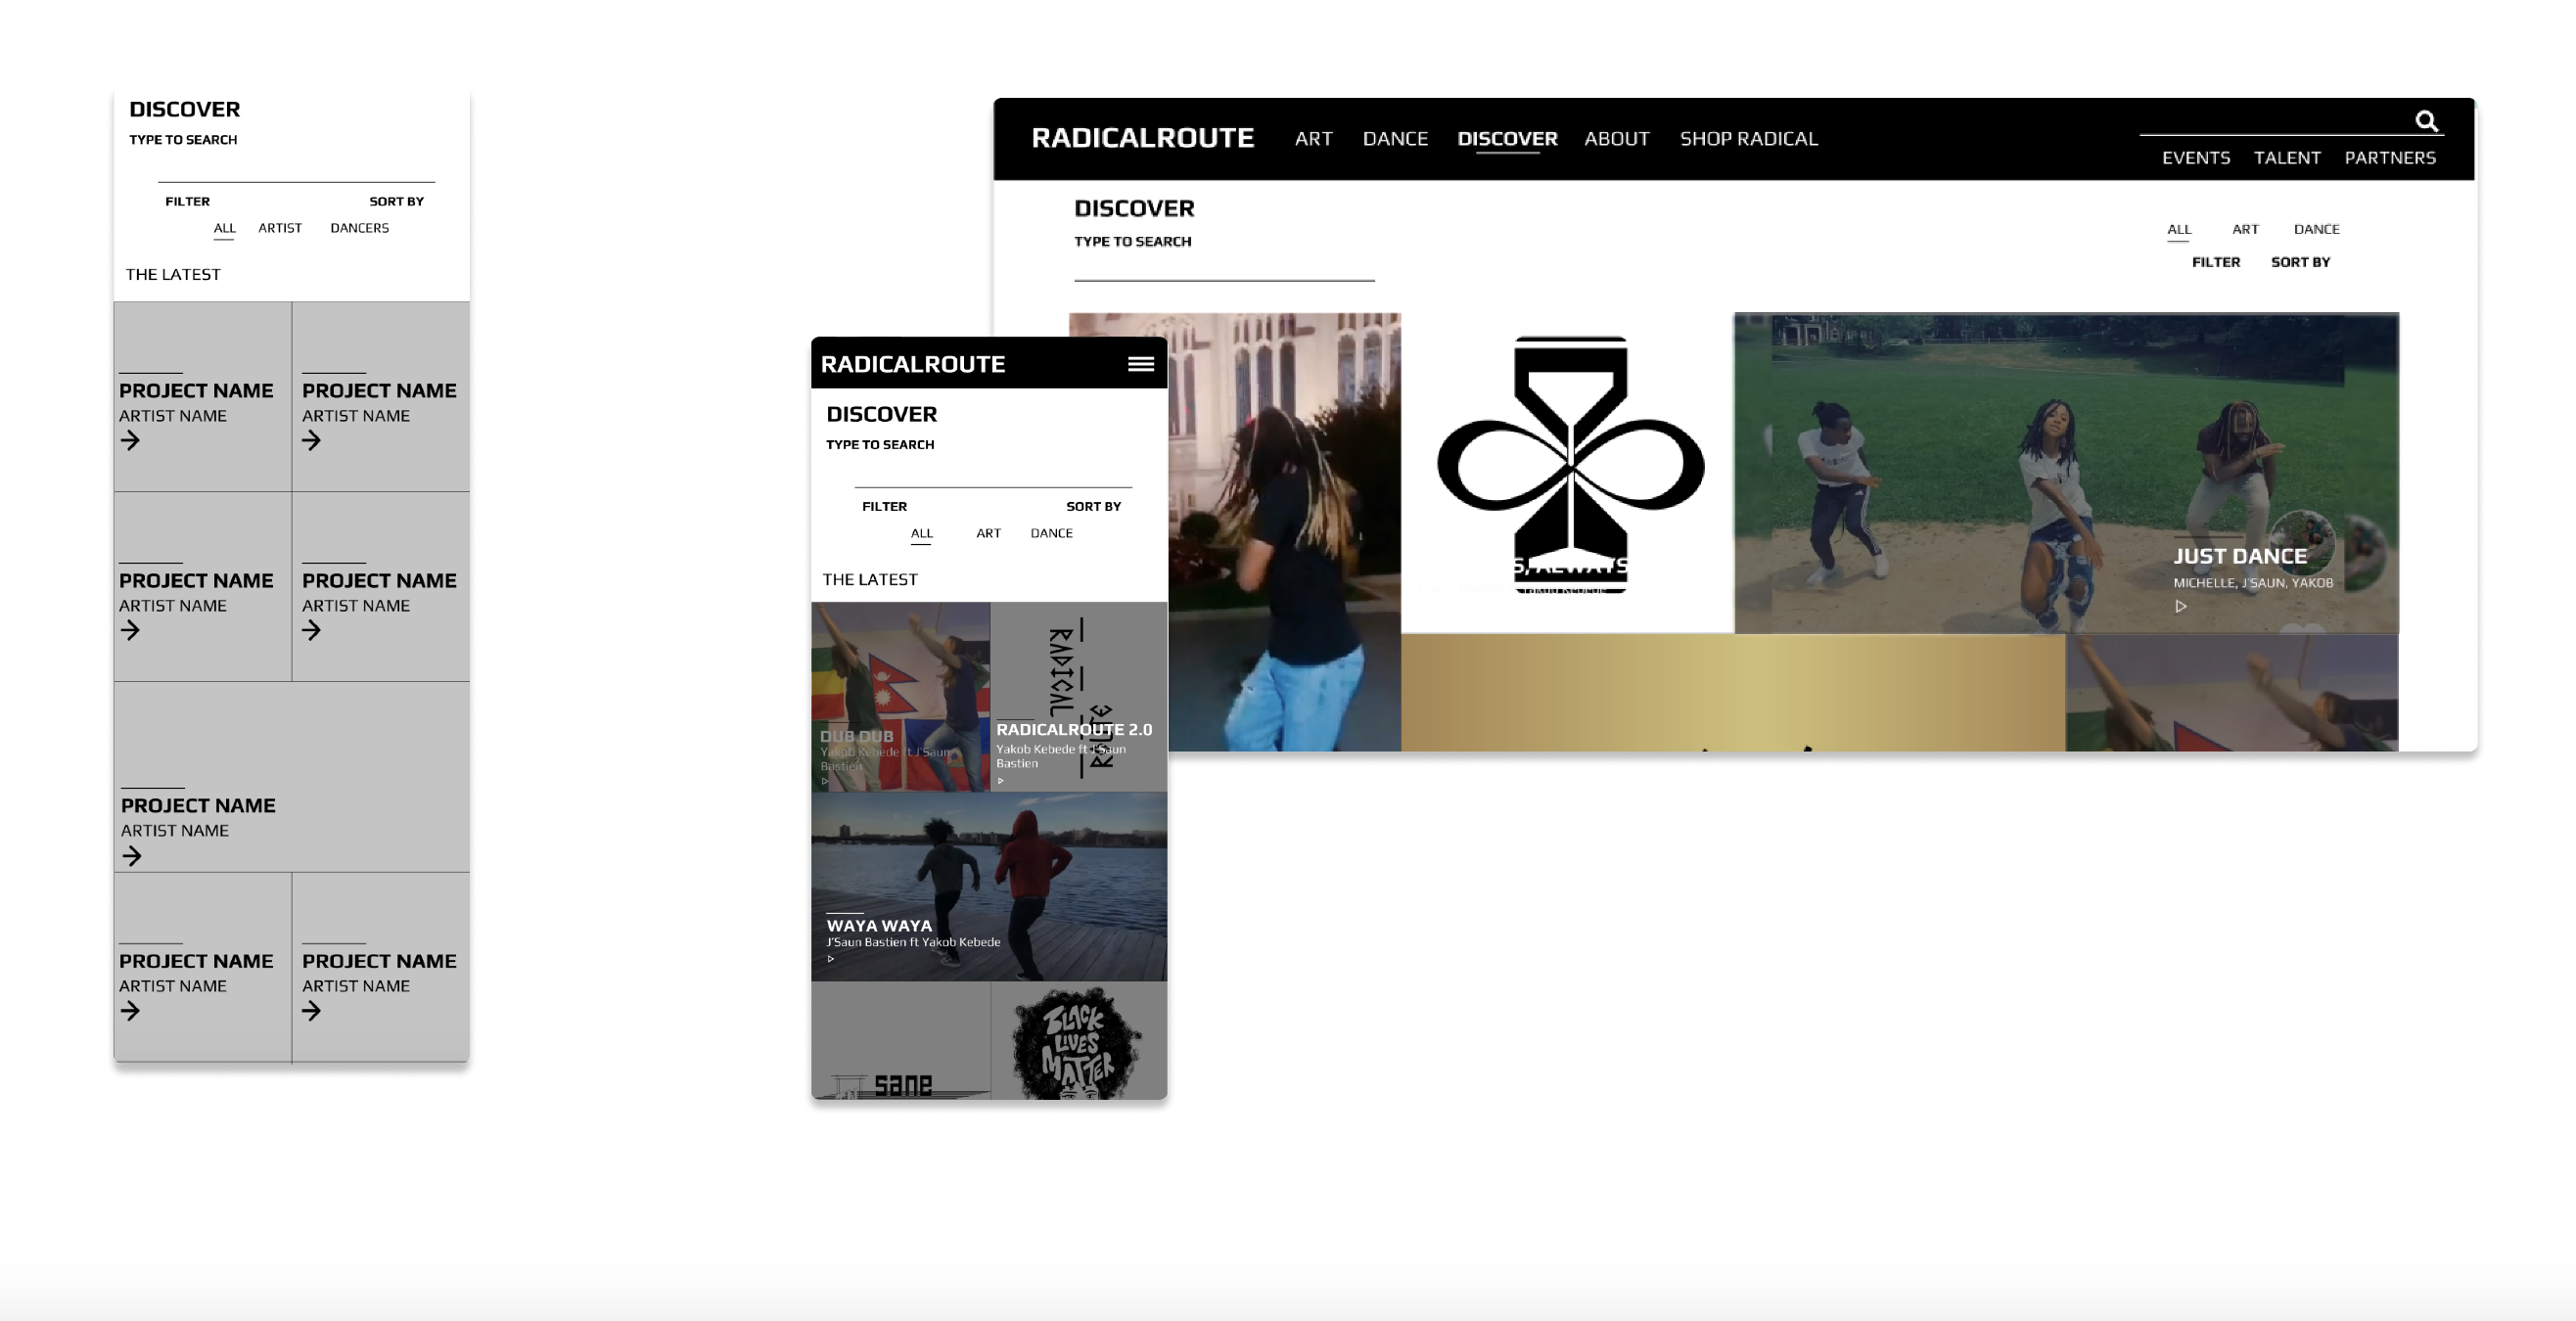 DISCOVER
TYPE TO SEARCH
FILTER SORT BY
ALL ARTIST DANCERS
THE LATEST
PROJECT NAME PROJECT NAME
ARTIST NAME ARTIST NAME
PROJECT NAME PROJECT NAME
ARTIST NAME ARTIST NAME
PROJECT NAME
ARTIST NAME
PROJECT NAME PROJECT NAME
ARTIST NAME ARTIST NAME
RADICALROUTE
DISCOVER
TYPE TO SEARCH
FILTER SORT BY
ALL ART DANCE
THE LATEST
DUB DUB
Yakob Kebede ft J'Saun
Bastien
RADICAL
ROUTE
RADICALROUTE 2.0
Yakob Kebede ft J'Saun
Bastien
WAYA WAYA
J'Saun Bastien ft Yakob Kebede
sane
BLACK
LIVES
MATTER
RADICALROUTE ART DANCE DISCOVER ABOUT SHOP RADICAL
EVENTS TALENT PARTNERS
DISCOVER
TYPE TO SEARCH
ALL ART DANCE
FILTER SORT BY
S, ALWAYS
Yakob Kebede
JUST DANCE
MICHELLE, J'SAUN, YAKOB